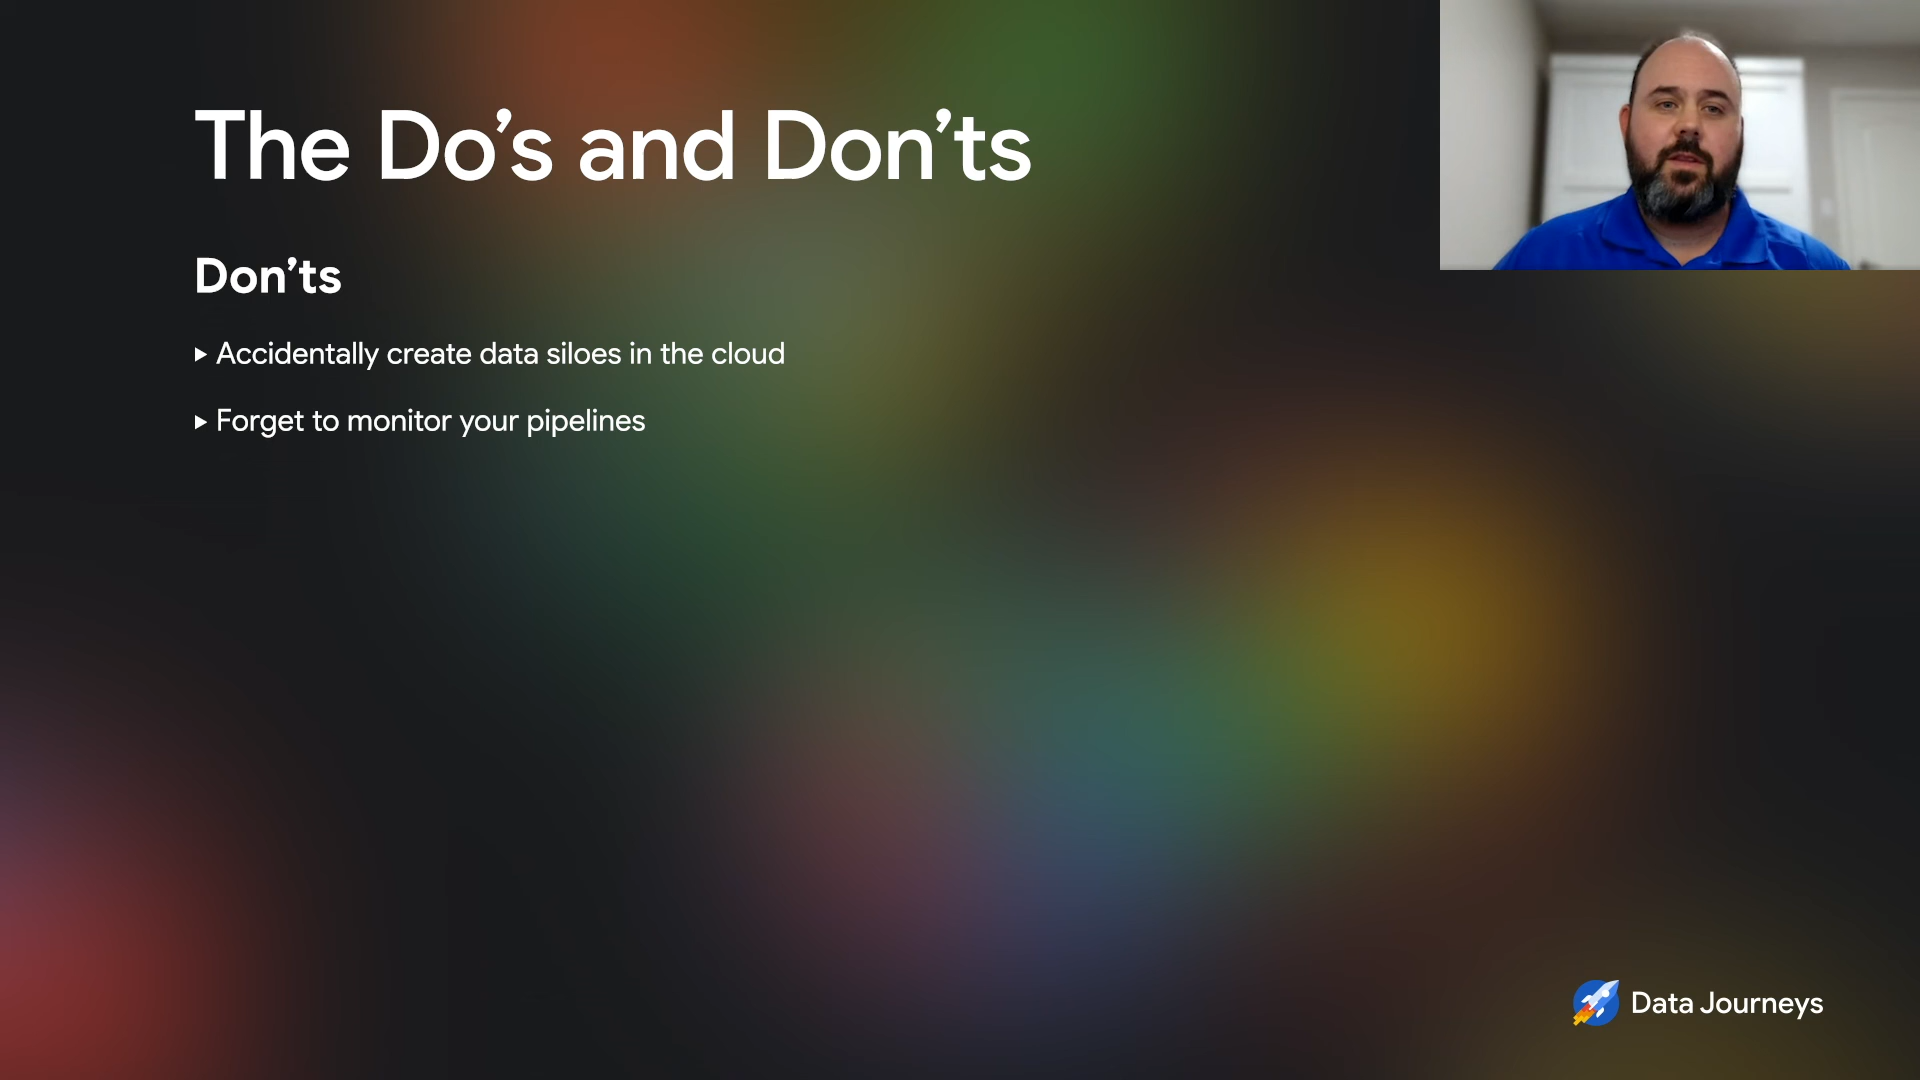 The Do’s and Don’ts
Don’ts
Accidentally create data siloes in the cloud
Forget to monitor your pipelines
Data Journeys